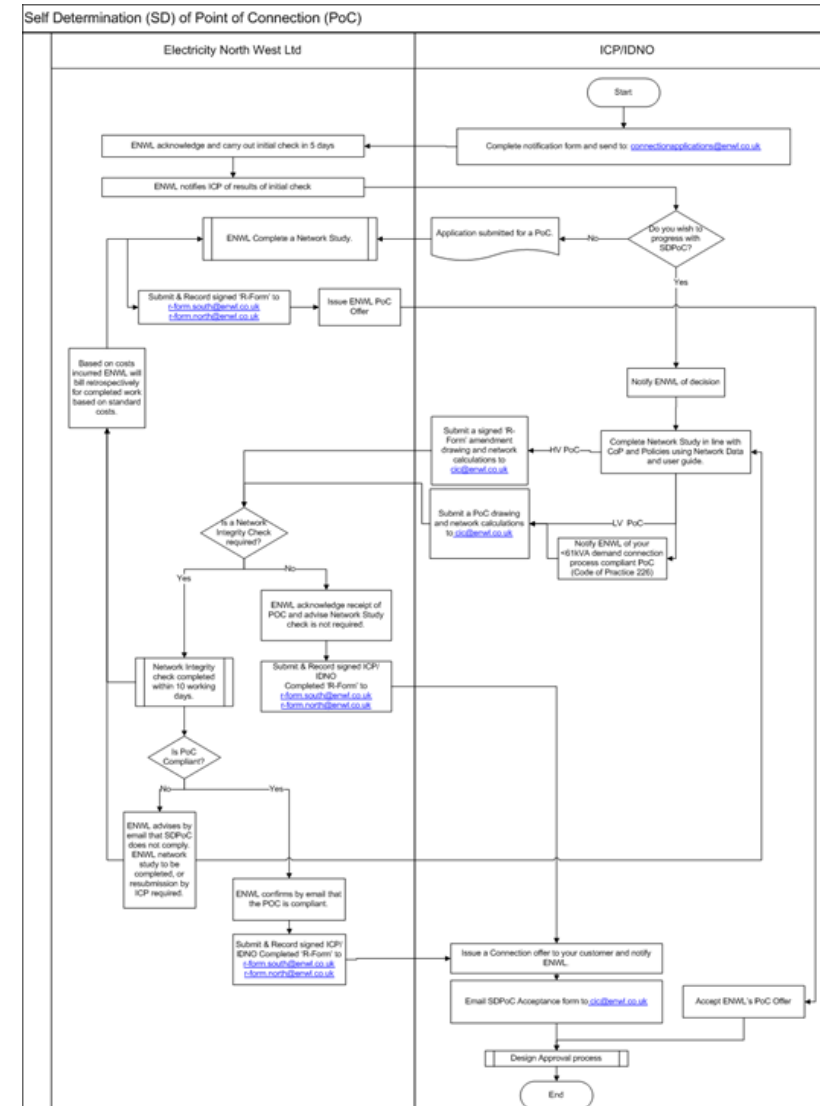 Self Determination (SD) of Point of Connection (PoC)
Electricity North West Ltd
ICP/IDNO
Start
ENWL acknowledge and carry out initial check in 5 days
Complete notification form and send to: connectionapplications@enwl.co.uk
ENWL notifies ICP of results of initial check
ENWL Complete a Network Study.
Application submitted for a PoC.
No
Do you wish to
progress with
SDPoC?
Yes
Submit & Record signed 'R-Form' to
r-form.south@enwl.co.uk
r-form.north@enwl.co.uk
Issue ENWL PoC
Offer
Based on costs
incurred ENWL will
bill retrospectively
for completed work
based on standard
costs.
Notify ENWL of decision
Submit a signed 'R-
Form' amendment
drawing and network
calculations to
cic@enwl.co.uk
HV PoC
Complete Network Study in line with
CoP and Policies using Network Data
and user guide.
Is a Network
Integrity Check
required?
Submit a PoC drawing
and network calculations
to cic@enwl.co.uk
LV PoC
Notify ENWL of your
<61kVA demand connection
process compliant PoC
(Code of Practice 226)
Yes
No
ENWL acknowledge receipt of
POC and advise Network Study
check is not required.
Network Integrity
check completed
within 10 working
days.
Submit & Record signed ICP/
IDNO
Completed 'R-Form' to
r-form.south@enwl.co.uk
r-form.north@enwl.co.uk
Is PoC
Compliant?
No
Yes
ENWL advises by
email that SDPoC
does not comply.
ENWL network
study to be
completed, or
resubmission by
ICP required.
ENWL confirms by email that
the POC is compliant.
Submit & Record signed ICP/
IDNO Completed 'R-Form' to
r-form.south@enwl.co.uk
r-form.north@enwl.co.uk
Issue a Connection offer to your customer and notify
ENWL.
Email SDPoC Acceptance form to cic@enwl.co.uk
Accept ENWL's PoC Offer
Design Approval process
End